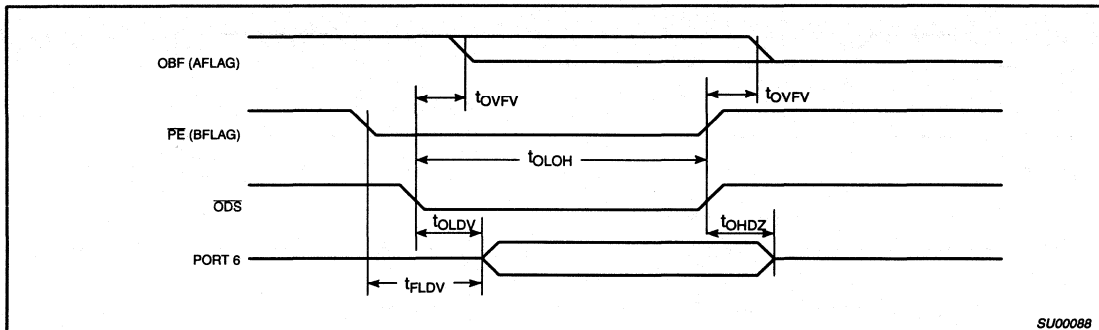 OBF (AFLAG)
tOVFV
tOVFV
PE (BFLAG)
tOLOH
ODS
tOLDV
tOHDZ
PORT 6
tFLDV
SU00088